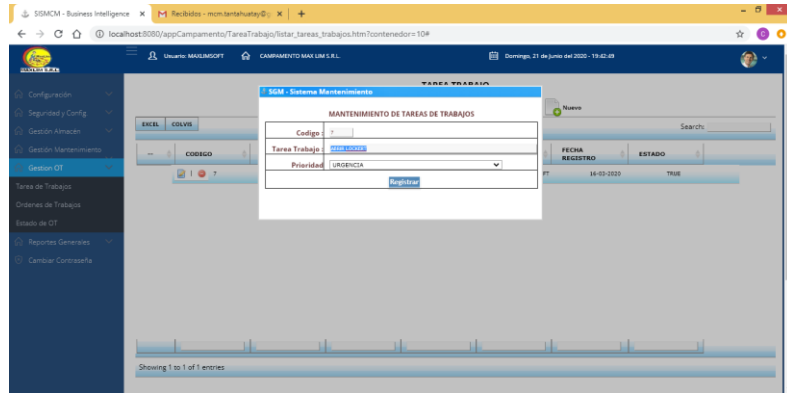 SISMCM - Business Intelligence
Recibidos - mcm.tantahuatay@g
localhost:8080/appCampamento/TareaTrabajo/listar_tareas_trabajos.htm?contenedor=10#
MAXLIM S.R.L.
Usuario: MAXLIMSOFT
CAMPAMENTO MAX LIM S.R.L.
Domingo, 21 de Junio del 2020 - 19:42:49
TAREA TRABAJO
SGM - Sistema Mantenimiento
MANTENIMIENTO DE TAREAS DE TRABAJOS
Codigo : 7
Tarea Trabajo :
Prioridad URGENCIA
Registrar
Nuevo
EXCEL COLVIS
Search:
--- CODIGO
FECHA REGISTRO
ESTADO
7
16-03-2020
TRUE
Configuración
Seguridad y Config.
Gestión Almacén
Gestión Mantenimiento
Gestion OT
Tarea de Trabajos
Ordenes de Trabajos
Estado de OT
Reportes Generales
Cambiar Contraseña
Showing 1 to 1 of 1 entries